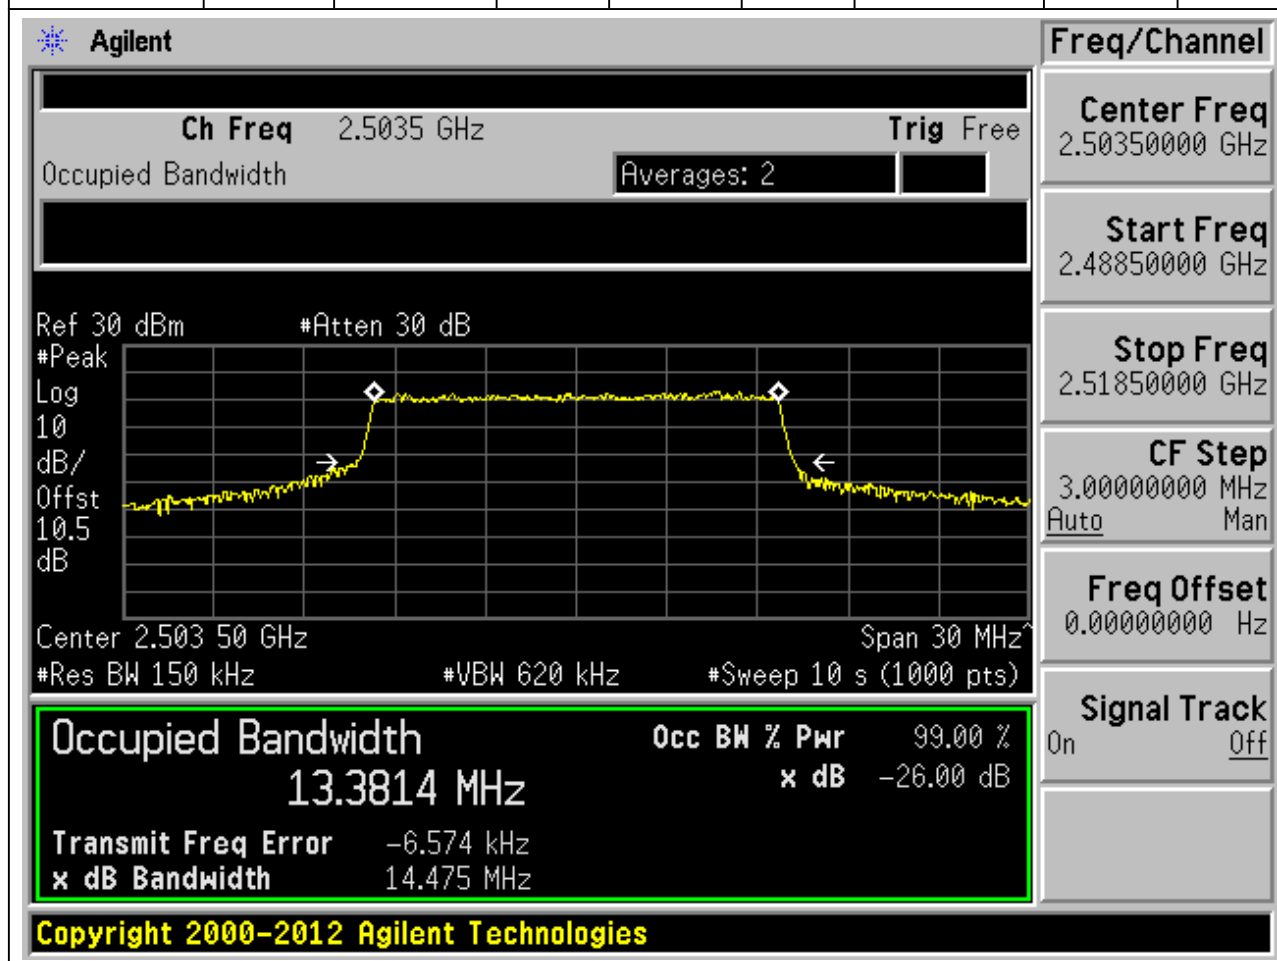 Agilent
Freq/Channel
Ch Freq 2.5035 GHz Trig Free
Occupied Bandwidth Averages: 2
Center Freq
2.50350000 GHz
Start Freq
2.48850000 GHz
Stop Freq
2.51850000 GHz
CF Step
3.00000000 MHz
Auto Man
Freq Offset
0.00000000 Hz
Signal Track
On Off
Ref 30 dBm #Atten 30 dB
#Peak
Log
10
dB/
Offst
10.5
dB
Center 2.503 50 GHz Span 30 MHz^
#Res BW 150 kHz #VBW 620 kHz #Sweep 10 s (1000 pts)
Occupied Bandwidth Occ BW % Pwr 99.00 %
13.3814 MHz x dB -26.00 dB
Transmit Freq Error -6.574 kHz
x dB Bandwidth 14.475 MHz
Copyright 2000-2012 Agilent Technologies